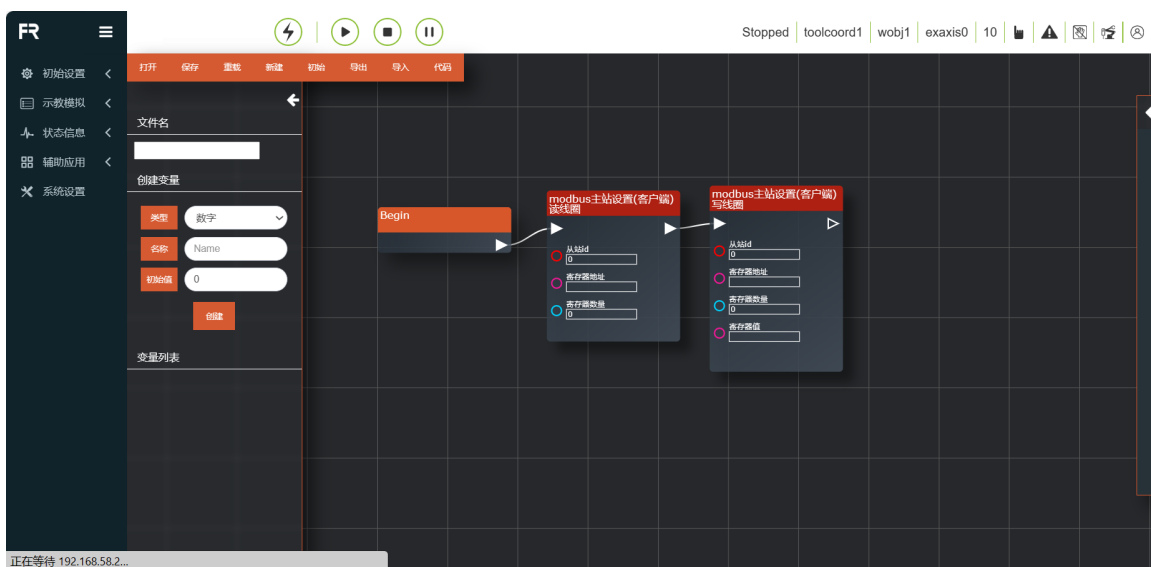 FR
Stopped toolcoord1 wobj1 exaxis0 10
初始设置
示教模拟
状态信息
辅助应用
系统设置
打开 保存 重载 新建 初始 导出 导入 代码
文件名
创建变量
类型 数字
名称 Name
初始值 0
创建
变量列表
Begin
modbus主站设置(客户端)
读线圈
从站id
0
寄存器地址
寄存器数量
0
modbus主站设置(客户端)
写线圈
从站id
0
寄存器地址
寄存器数量
0
寄存器值
正在等待 192.168.58.2...